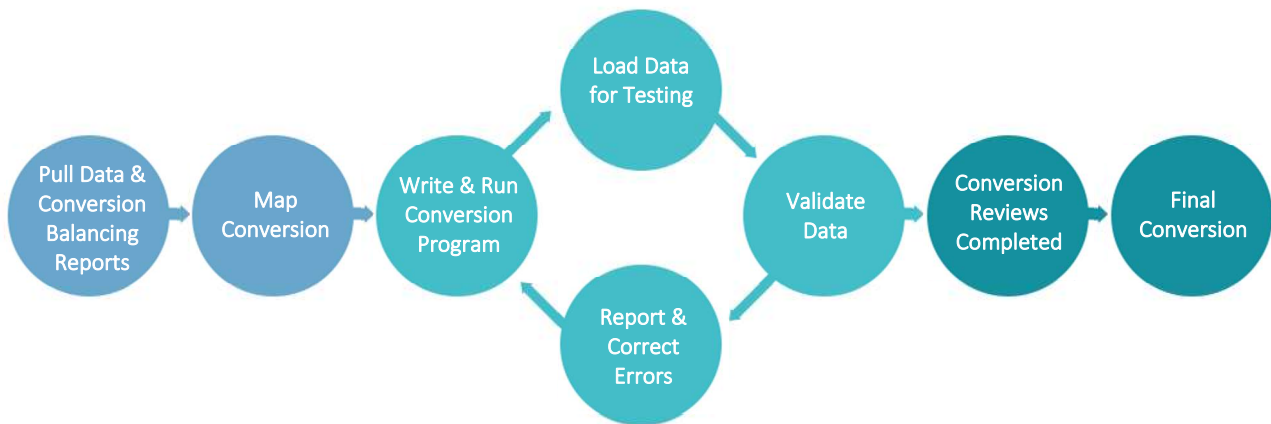 Pull Data &
Conversion
Balancing
Reports
Map
Conversion
Write & Run
Conversion
Program
Load Data
for Testing
Validate
Data
Report &
Correct
Errors
Conversion
Reviews
Completed
Final
Conversion